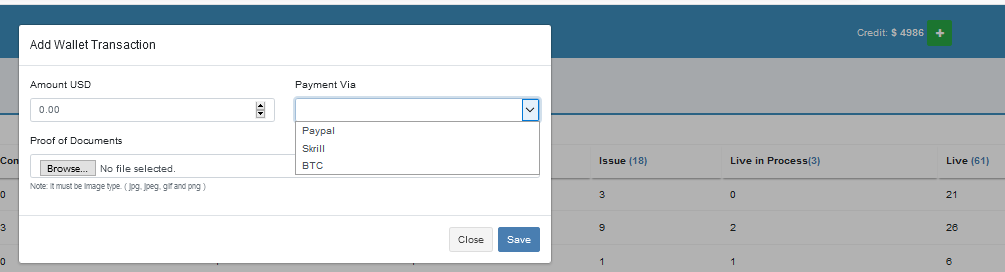 Credit: $ 4986 +
Add Wallet Transaction
Amount USD
Payment Via
0.00
Paypal
Skrill
BTC
Proof of Documents
Browse... No file selected.
Note: It must be image type. ( jpg, jpeg, gif and png )
Close
Save
Con
Issue (18)
Live in Process(3)
Live (61)
0
3
0
21
3
9
2
26
0
1
1
6